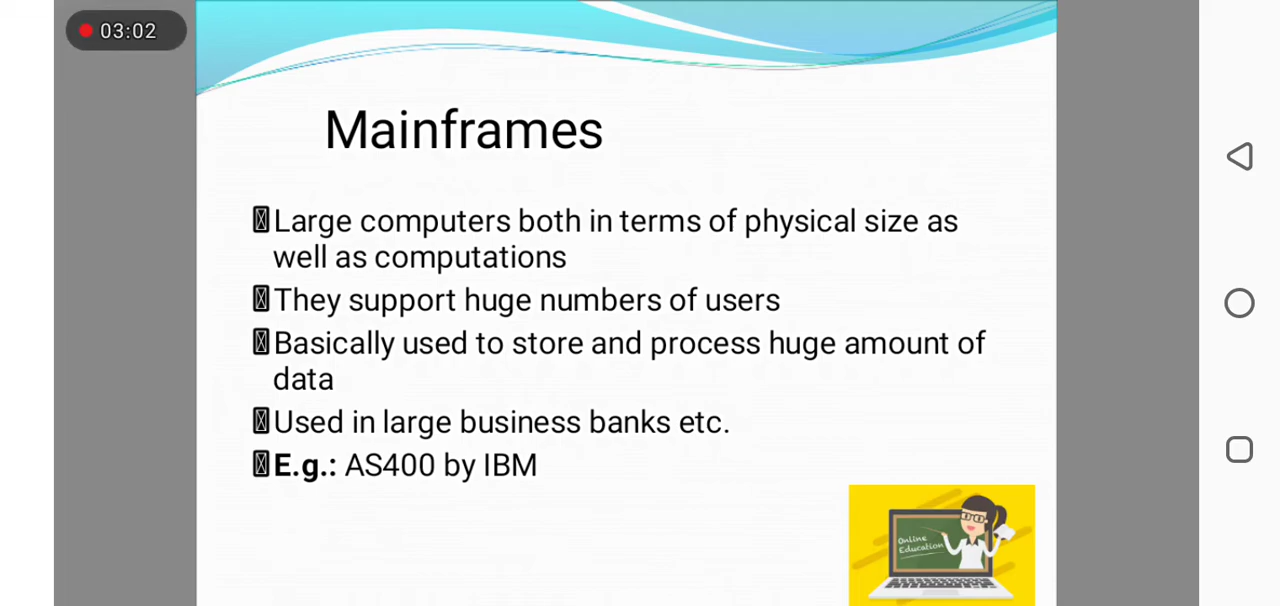 03:02
Mainframes
Large computers both in terms of physical size as
well as computations
They support huge numbers of users
Basically used to store and process huge amount of
data
Used in large business banks etc.
E.g.: AS400 by IBM
Online
Education